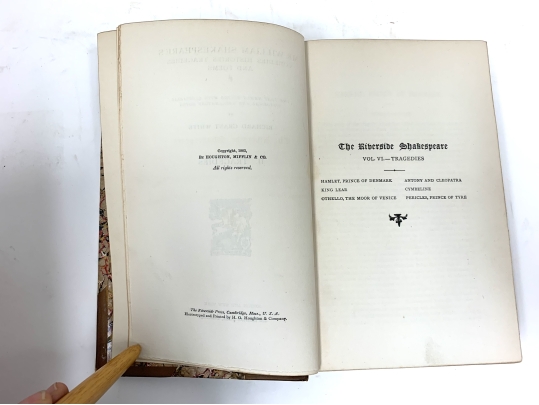 Copyright, 1883,
By HOUGHTON, MIFFLIN & CO.
All rights reserved.
The Riverside Press, Cambridge, Mass., U. S. A.
Electrotyped and Printed by H. O. Houghton & Company.
The Riverside Shakespeare
VOL VI.—TRAGEDIES
HAMLET, PRINCE OF DENMARK
KING LEAR
OTHELLO, THE MOOR OF VENICE
ANTONY AND CLEOPATRA
CYMBELINE
PERICLES, PRINCE OF TYRE